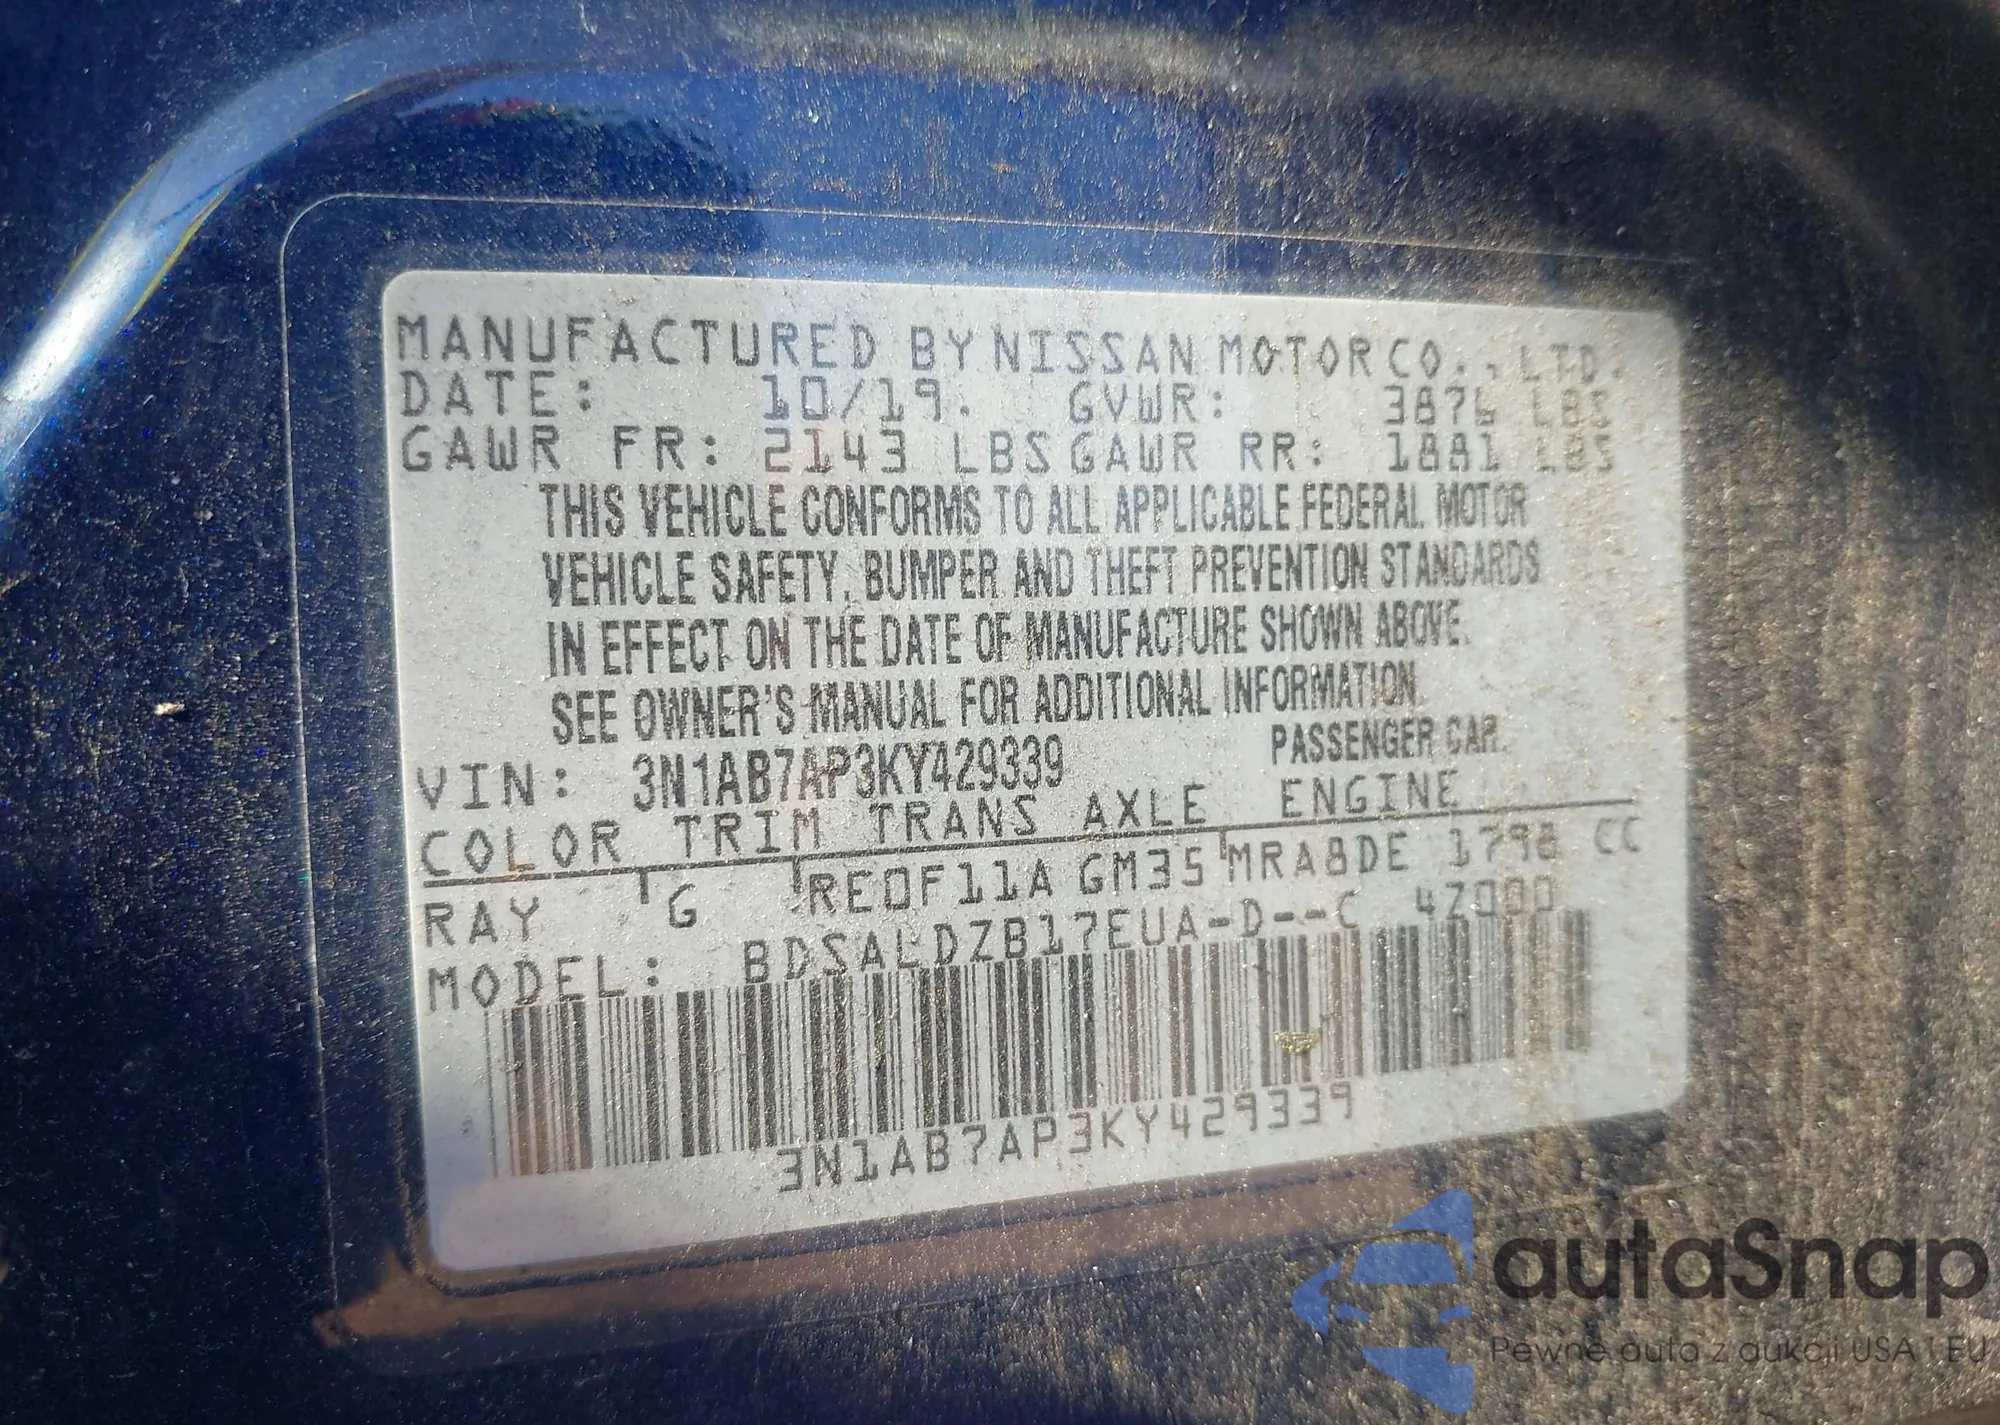 MANUFACTURED BY NISSAN MOTOR CO., LTD.
DATE: 10/19. GVWR: 3876 LBS
GAWR FR: 2143 LBS GAWR RR: 1881 LBS
THIS VEHICLE CONFORMS TO ALL APPLICABLE FEDERAL MOTOR
VEHICLE SAFETY, BUMPER AND THEFT PREVENTION STANDARDS
IN EFFECT ON THE DATE OF MANUFACTURE SHOWN ABOVE.
SEE OWNER'S MANUAL FOR ADDITIONAL INFORMATION.
VIN: 3N1AB7AP3KY429339 PASSENGER CAR.
COLOR TRIM TRANS AXLE ENGINE
RAY G RE0F11A GM35 MRA8DE 1798 CC
MODEL: BDSALDZB17EUA-D--C 4Z000
3N1AB7AP3KY429339
autaSnap
Pewne auta z aukcji USA i EU